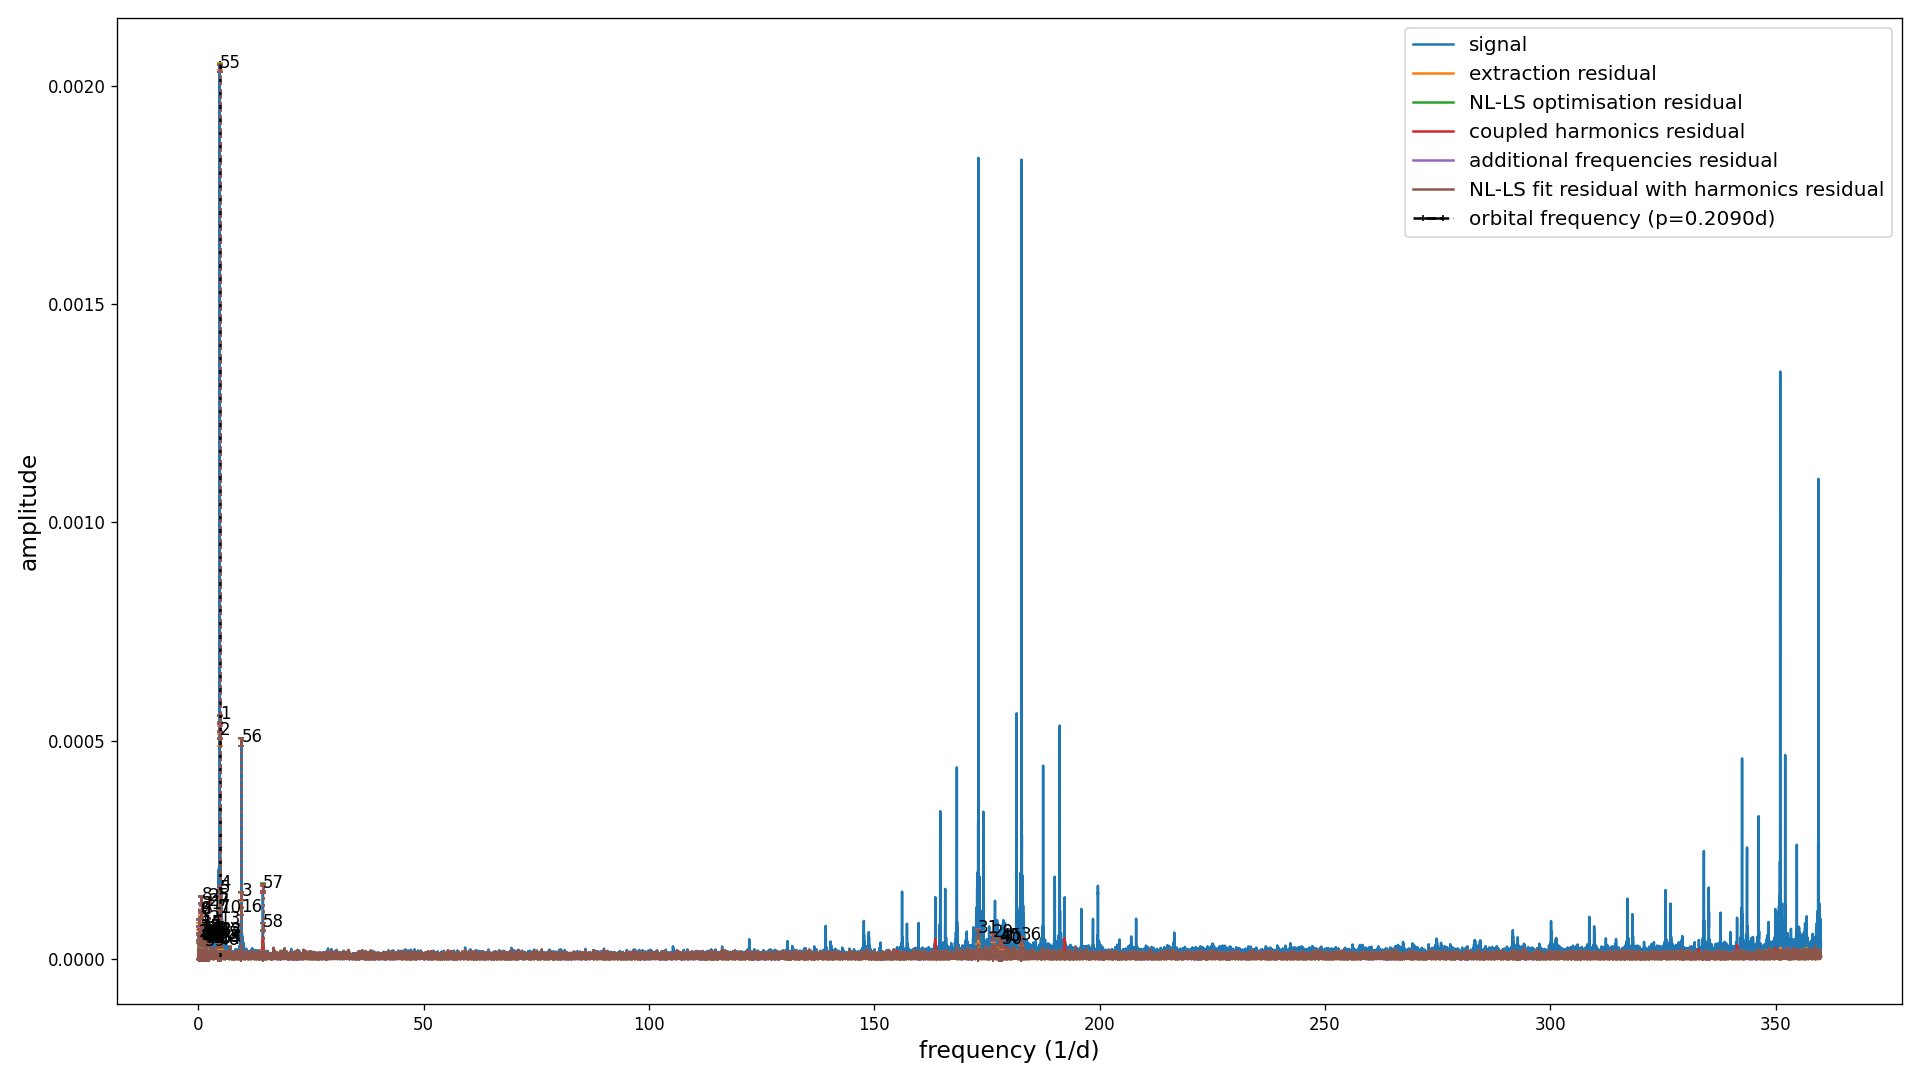 signal
extraction residual
NL-LS optimisation residual
coupled harmonics residual
additional frequencies residual
NL-LS fit residual with harmonics residual
orbital frequency (p=0.2090d)
amplitude
0.0020
0.0015
0.0010
0.0005
0.0000
55
1
2
56
3
16
57
58
4
36
0
50
100
150
200
250
300
350
frequency (1/d)